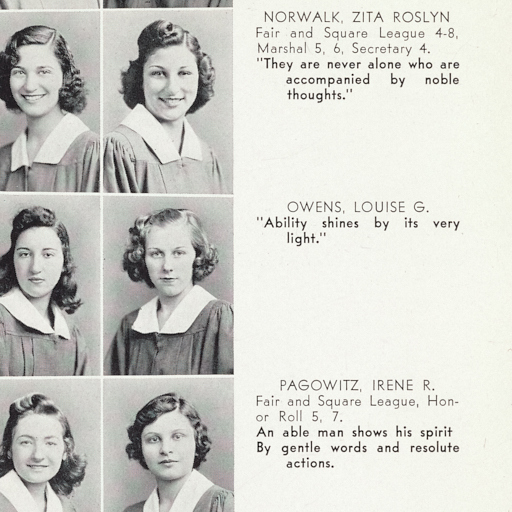 NORWALK, ZITA ROSLYN
Fair and Square League 4-8,
Marshal 5, 6, Secretary 4.
"They are never alone who are
accompanied by noble
thoughts."
OWENS, LOUISE G.
"Ability shines by its very
light."
PAGOWITZ, IRENE R.
Fair and Square League, Hon-
or Roll 5, 7.
An able man shows his spirit
By gentle words and resolute
actions.